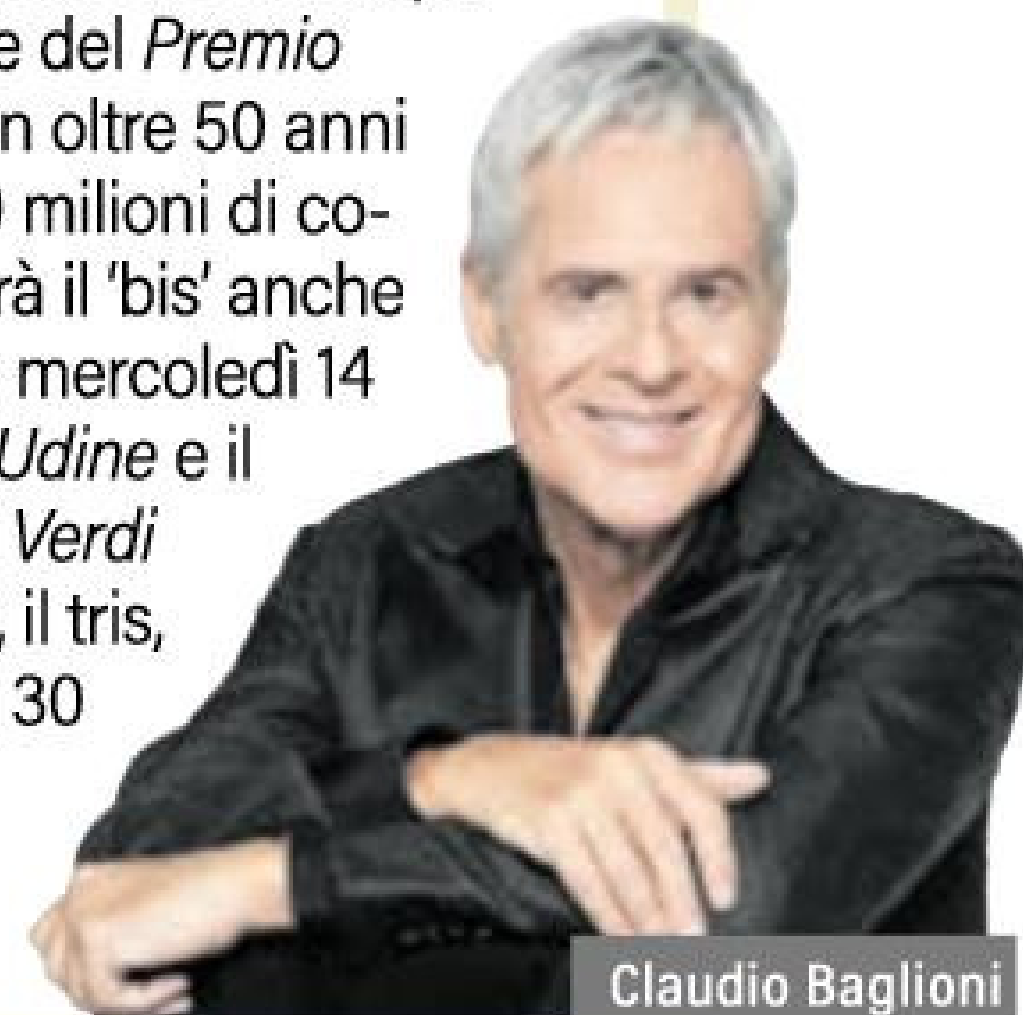 e del Premio
n oltre 50 anni
milioni di co-
rà il ‘bis’ anche
mercoledì 14
Udine e il
Verdi
, il tris,
30
Claudio Baglioni